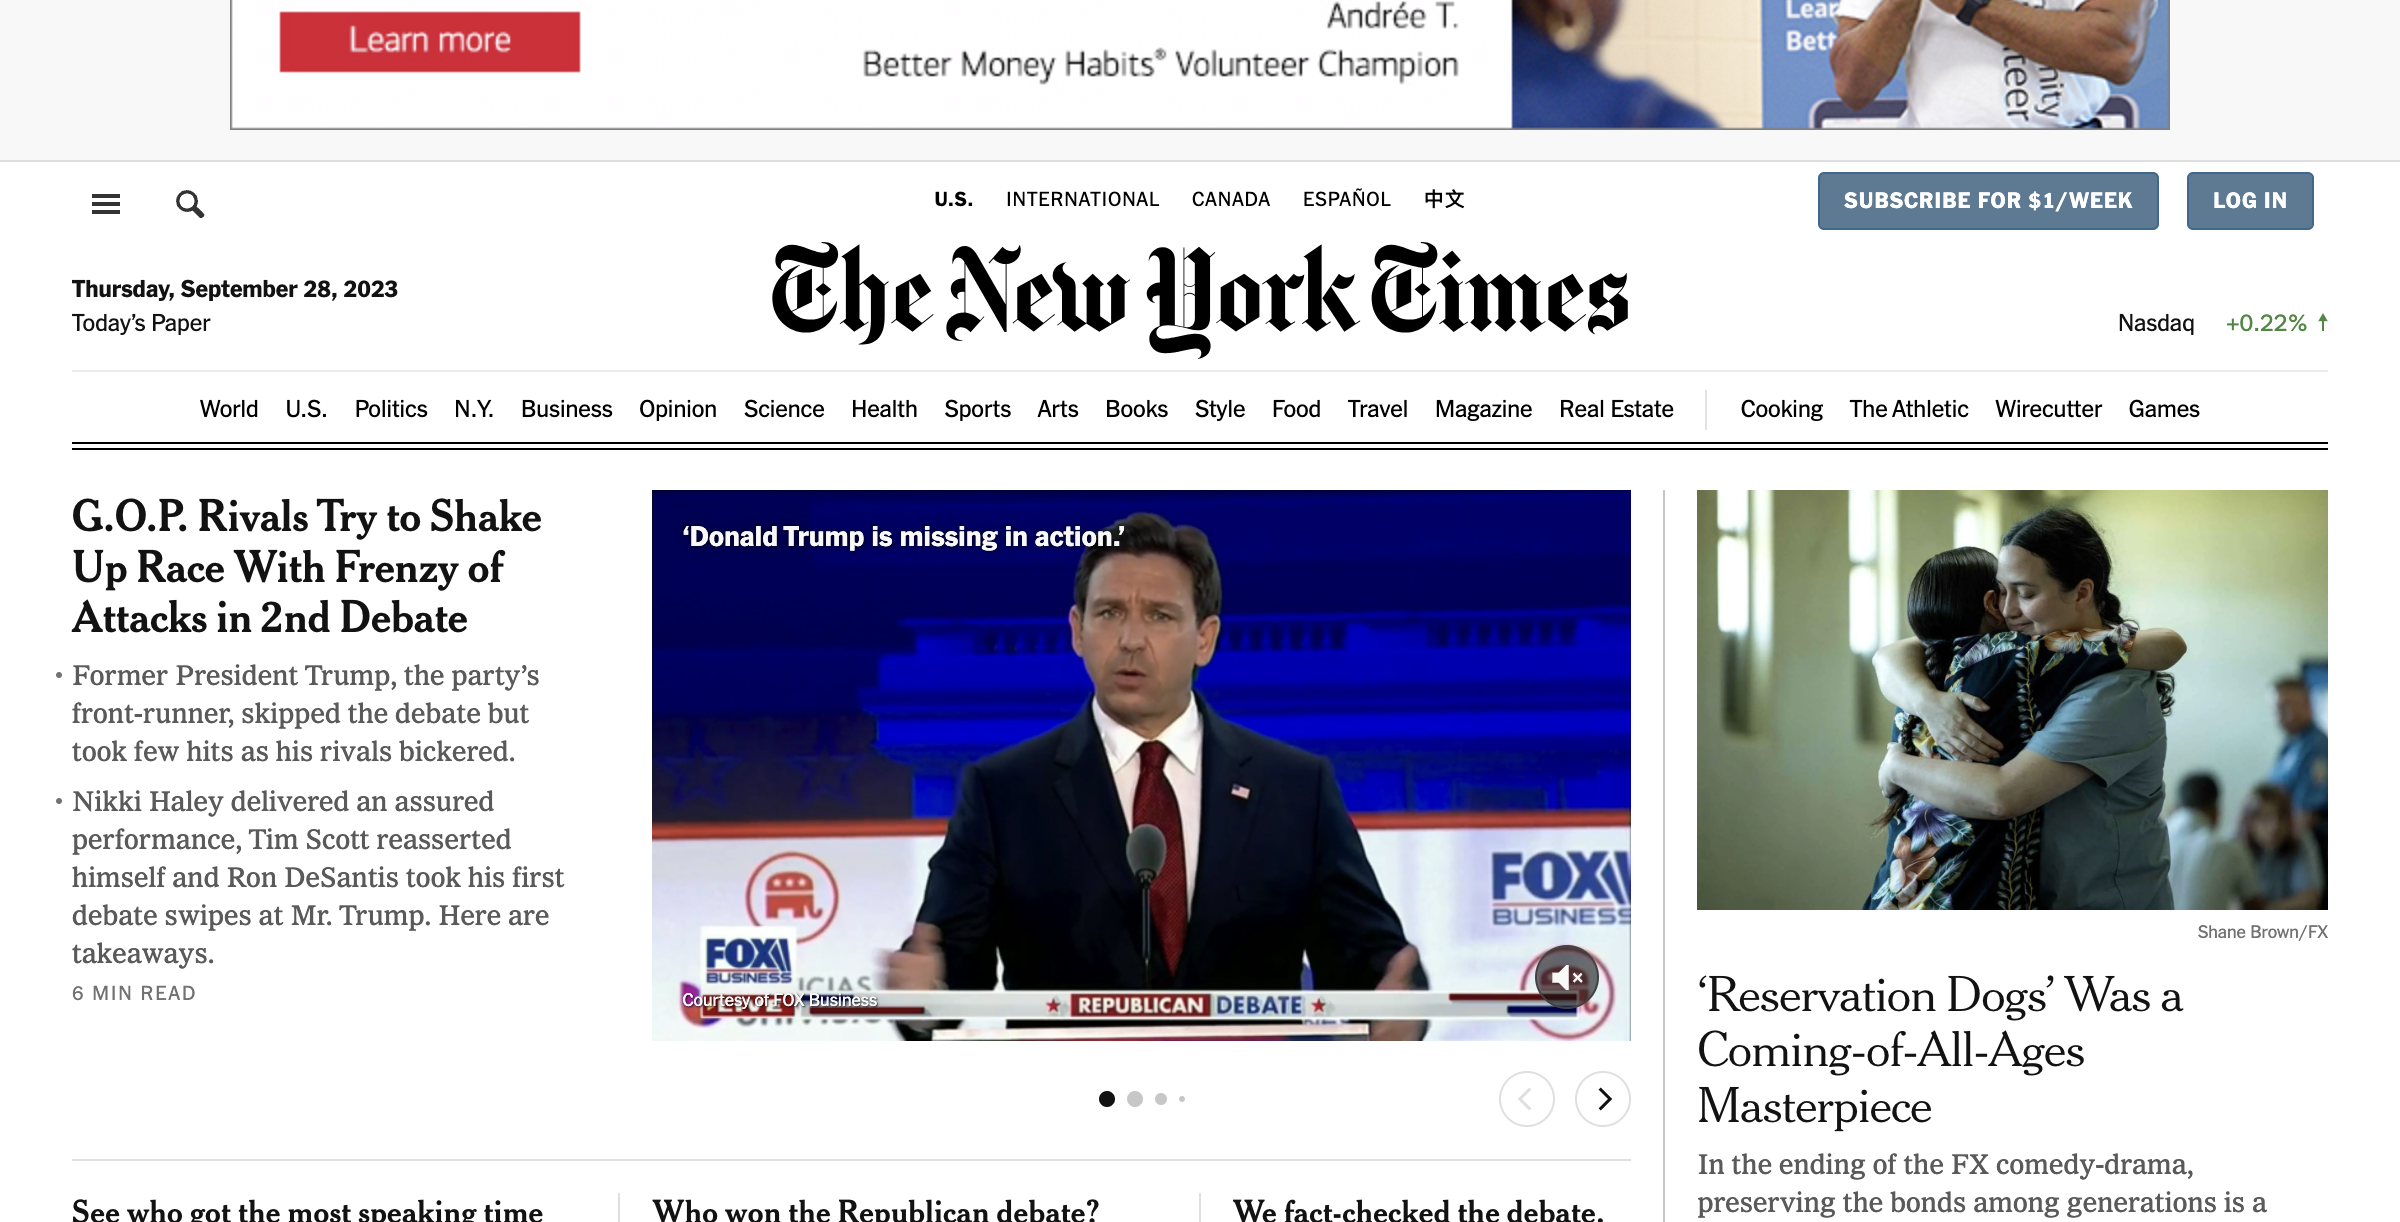 Learn more
Andrée T.
Better Money Habits® Volunteer Champion
Lear
Bett
nity
teer
U.S. INTERNATIONAL CANADA ESPAÑOL 中文
SUBSCRIBE FOR $1/WEEK LOG IN
The New York Times
Thursday, September 28, 2023
Today’s Paper
Nasdaq +0.22%
World U.S. Politics N.Y. Business Opinion Science Health Sports Arts Books Style Food Travel Magazine Real Estate Cooking The Athletic Wirecutter Games
G.O.P. Rivals Try to Shake
Up Race With Frenzy of
Attacks in 2nd Debate
• Former President Trump, the party’s
front-runner, skipped the debate but
took few hits as his rivals bickered.
• Nikki Haley delivered an assured
performance, Tim Scott reasserted
himself and Ron DeSantis took his first
debate swipes at Mr. Trump. Here are
takeaways.
6 MIN READ
‘Donald Trump is missing in action.’
FOX
BUSINESS
FOX
BUSINESS
Courtesy of FOX Business
LIVE
REPUBLICAN DEBATE
Shane Brown/FX
‘Reservation Dogs’ Was a
Coming-of-All-Ages
Masterpiece
In the ending of the FX comedy-drama,
preserving the bonds among generations is a
See who got the most speaking time
Who won the Republican debate?
We fact-checked the debate.